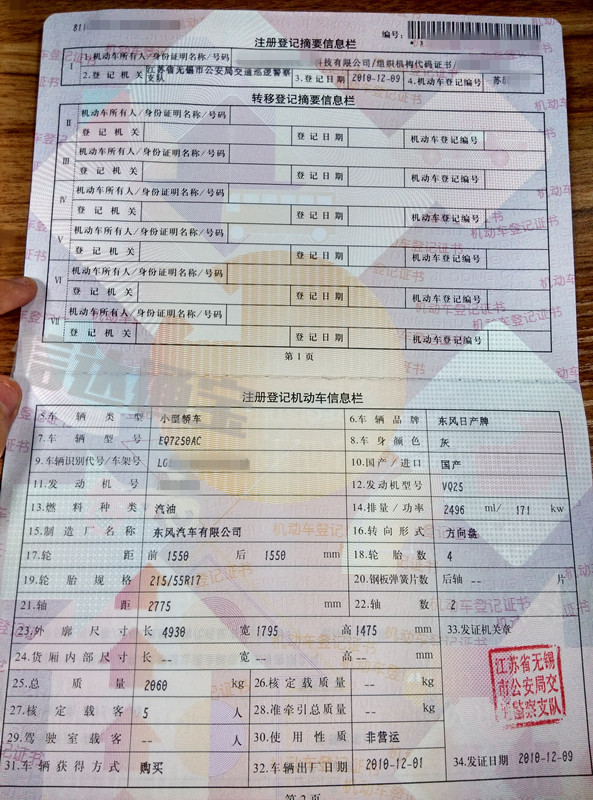 81
编号:
注册登记摘要信息栏
I 1.机动车所有人/身份证明名称/号码 科技有限公司/组织机构代码证书/
2.登记机关 江苏省无锡市公安局交通巡逻警察支队 3.登记日期 2010-12-09 4.机动车登记编号 苏
转移登记摘要信息栏
II 机动车所有人/身份证明名称/号码
登记机关 登记日期 机动车登记编号
III 机动车所有人/身份证明名称/号码
登记机关 登记日期 机动车登记编号
IV 机动车所有人/身份证明名称/号码
登记机关 登记日期 机动车登记编号
V 机动车所有人/身份证明名称/号码
登记机关 登记日期 机动车登记编号
VI 机动车所有人/身份证明名称/号码
登记机关 登记日期 机动车登记编号
VII 机动车所有人/身份证明名称/号码
登记机关 登记日期 机动车登记编号
第1页
注册登记机动车信息栏
5.车辆类型 小型轿车 6.车辆品牌 东风日产牌
7.车辆型号 EQ7250AC 8.车身颜色 灰
9.车辆识别代号/车架号 LG 10.国产/进口 国产
11.发动机号 12.发动机型号 VQ25
13.燃料种类 汽油 14.排量/功率 2496 ml/ 171 kw
15.制造厂名称 东风汽车有限公司 16.转向形式 方向盘
17.轮距 前 1550 后 1550 mm 18.轮胎数 4
19.轮胎规格 215/55R17 20.钢板弹簧片数 后轴 -- 片
21.轴距 2775 mm 22.轴数 2
23.外廓尺寸 长 4930 宽 1795 高 1475 mm 33.发证机关章
24.货厢内部尺寸 长 -- 宽 -- 高 -- mm
25.总质量 2060 kg 26.核定载质量 -- kg
27.核定载客 5 人 28.准牵引总质量 -- kg
29.驾驶室载客 -- 人 30.使用性质 非营运
31.车辆获得方式 购买 32.车辆出厂日期 2010-12-01 34.发证日期 2010-12-09
江苏省无锡
市公安局交
巡警察支队
第2页